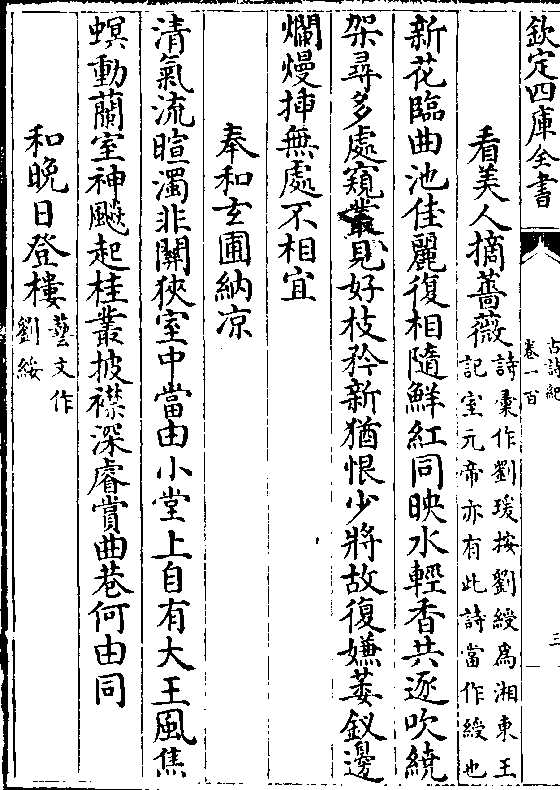 欽定四庫全書
古詩紀
卷一百
三
看美人摘薔薇
詩彚作劉瑗按劉綬為湘東王
記室元帝亦有此詩當作綬也
新花臨曲池佳麗復相隨鮮紅同映水輕香共逐吹繞
架尋多處窺叢見好枝矜新猶恨少將故復嫌萎釵邊
爛熳揷無處不相宜
奉和玄圃納凉
清氣流暄濁非關狹室中當由小堂上自有大王風焦
螟動蘭室神飈起桂叢披襟深睿賞曲巷何由同
和晚日登樓
藝文作
劉綏